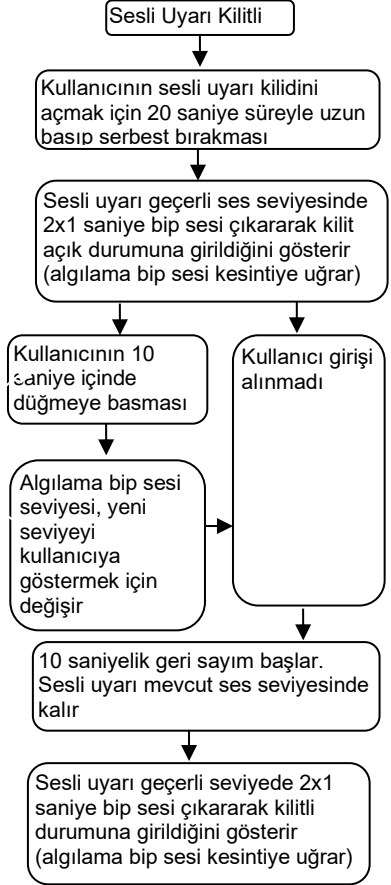 Sesli Uyarı Kilitli
Kullanıcının sesli uyarı kilidini
açmak için 20 saniye süreyle uzun
basıp serbest bırakması
Sesli uyarı geçerli ses seviyesinde
2x1 saniye bip sesi çıkararak kilit
açık durumuna girildiğini gösterir
(algılama bip sesi kesintiye uğrar)
Kullanıcının 10
saniye içinde
düğmeye basması
Kullanıcı girişi
alınmadı
Algılama bip sesi
seviyesi, yeni
seviyeyi
kullanıcıya
göstermek için
değişir
10 saniyelik geri sayım başlar.
Sesli uyarı mevcut ses seviyesinde
kalır
Sesli uyarı geçerli seviyede 2x1
saniye bip sesi çıkararak kilitli
durumuna girildiğini gösterir
(algılama bip sesi kesintiye uğrar)